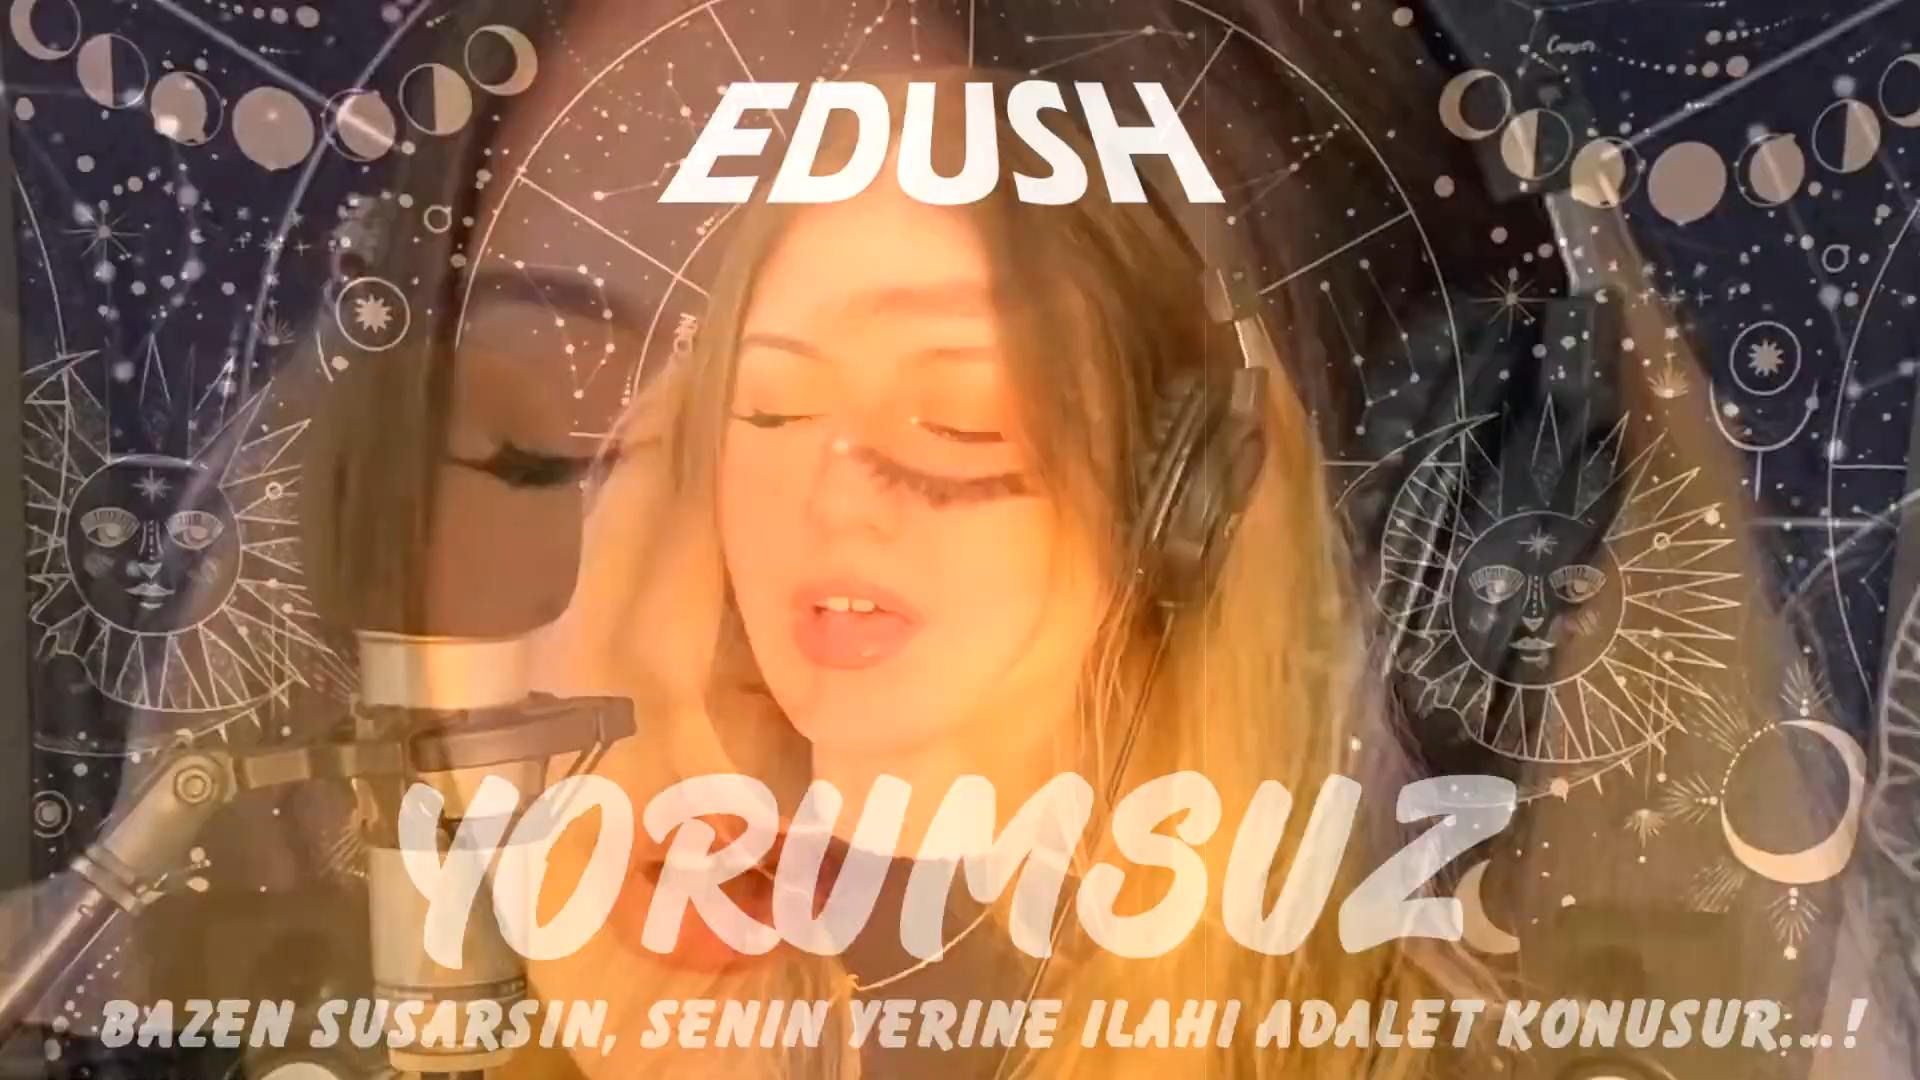 EDUSH
YORUMSUZ
BAZEN SUSARSIN, SENIN YERINE ILAHI ADALET KONUSUR...!